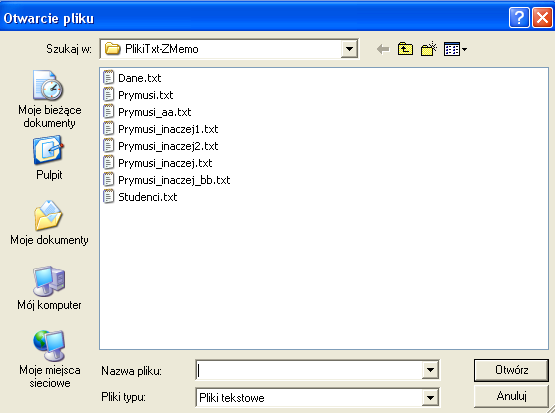 Otwarcie pliku
Szukaj w:
PlikiTxt-ZMemo
Moje bieżące
dokumenty
Pulpit
Moje dokumenty
Mój komputer
Moje miejsca
sieciowe
Dane.txt
Prymusi.txt
Prymusi_aa.txt
Prymusi_inaczej1.txt
Prymusi_inaczej2.txt
Prymusi_inaczej.txt
Prymusi_inaczej_bb.txt
Studenci.txt
Nazwa pliku:
Otwórz
Pliki typu:
Pliki tekstowe
Anuluj